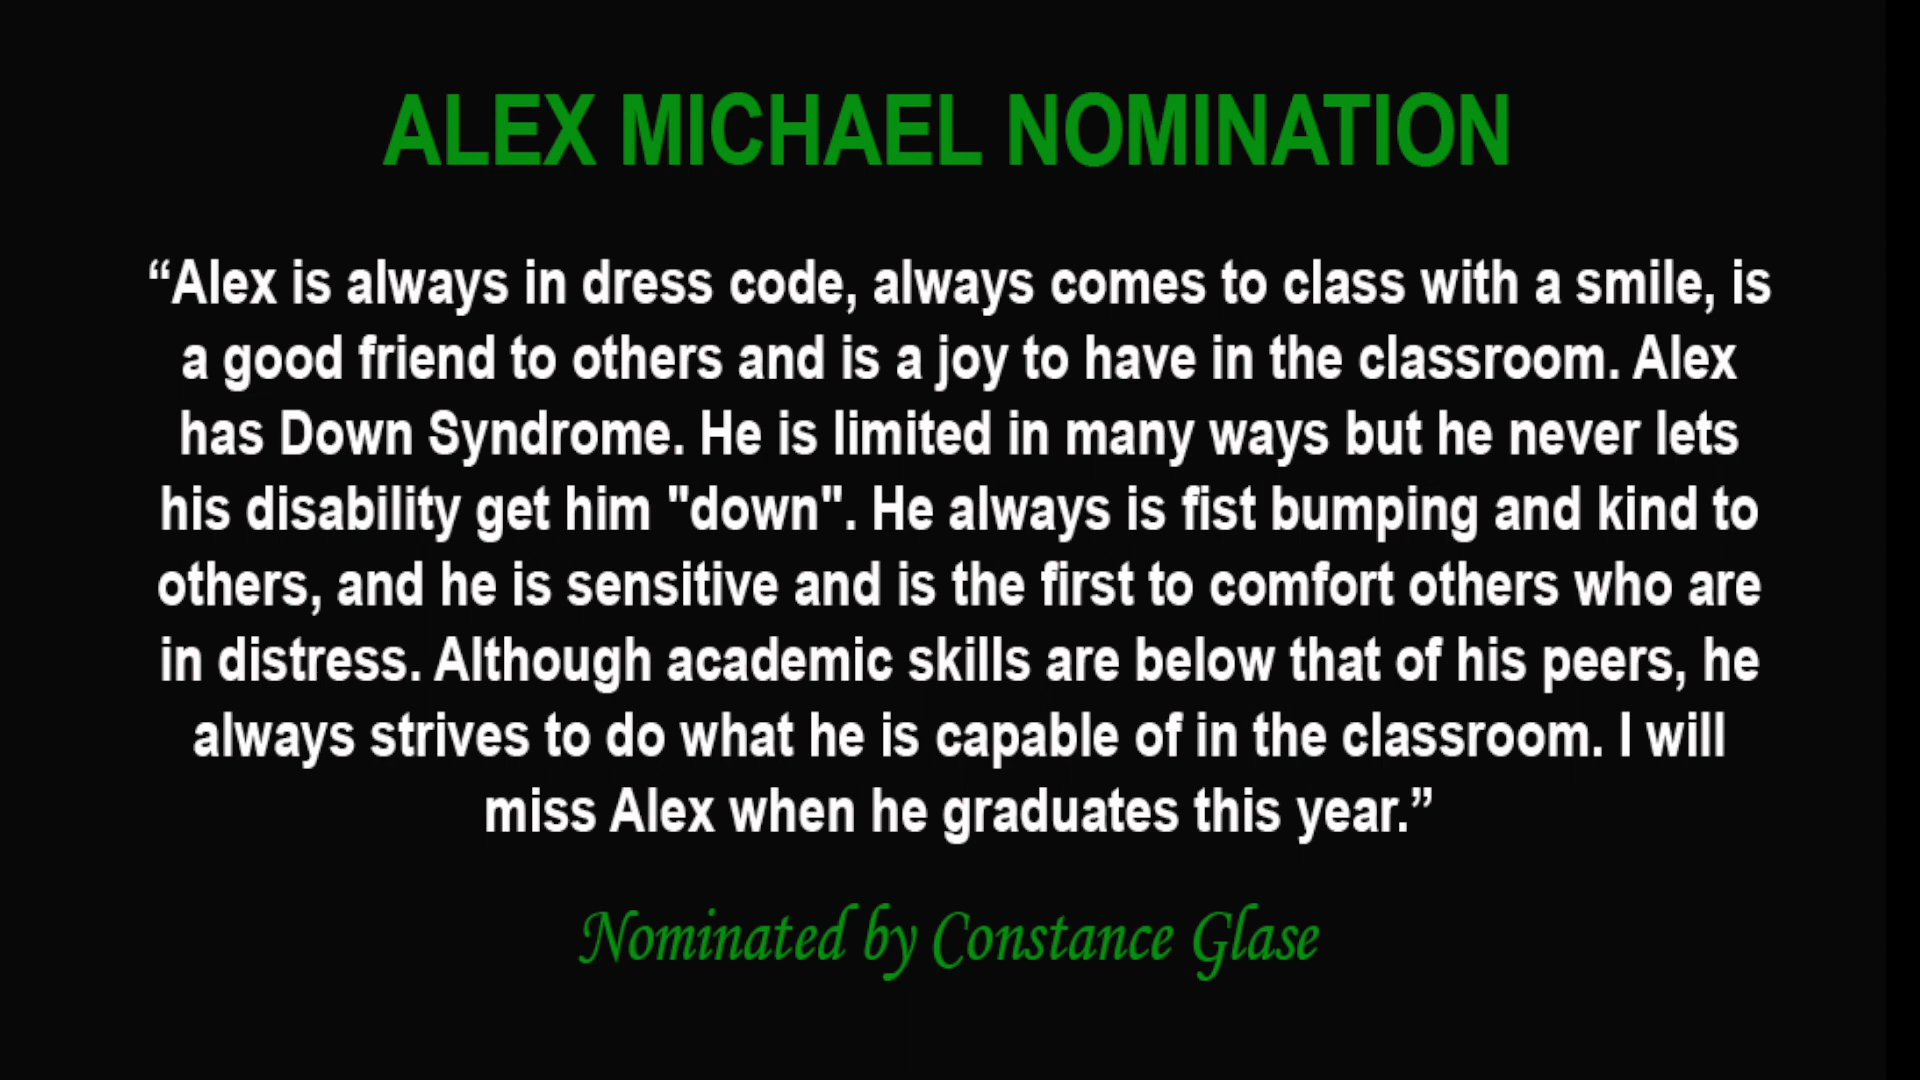 ALEX MICHAEL NOMINATION
“Alex is always in dress code, always comes to class with a smile, is
a good friend to others and is a joy to have in the classroom. Alex
has Down Syndrome. He is limited in many ways but he never lets
his disability get him "down". He always is fist bumping and kind to
others, and he is sensitive and is the first to comfort others who are
in distress. Although academic skills are below that of his peers, he
always strives to do what he is capable of in the classroom. I will
miss Alex when he graduates this year.”
Nominated by Constance Glase